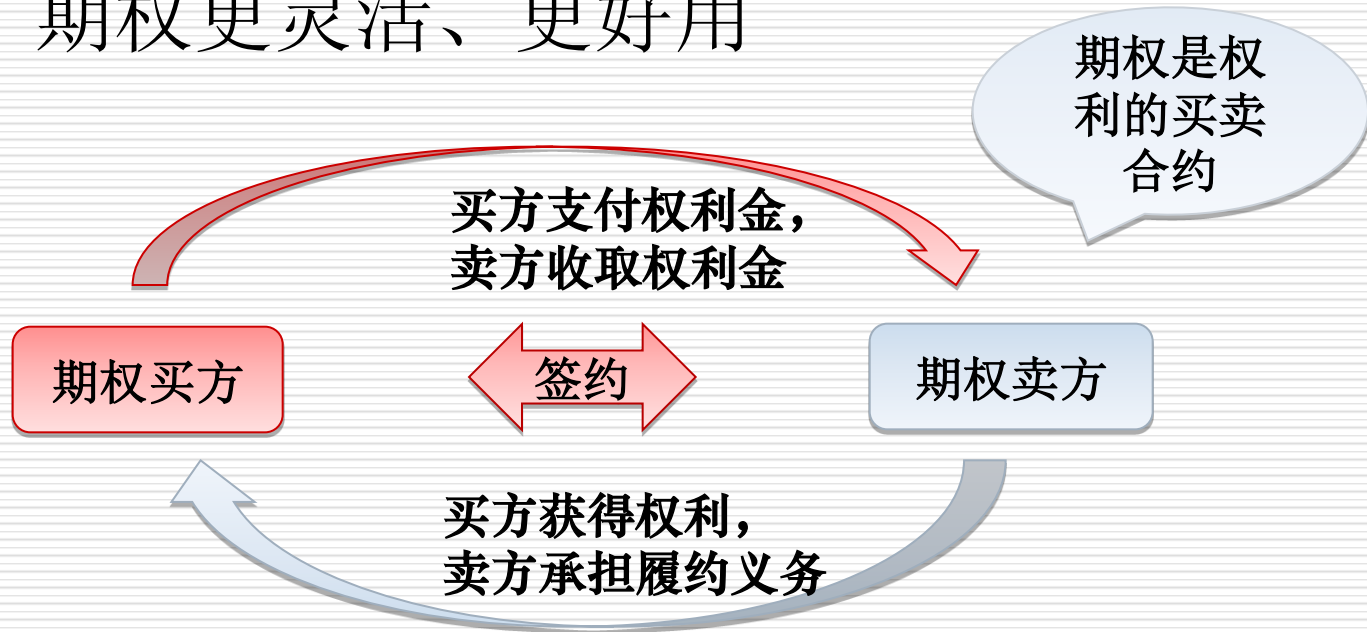 期权更灵活、更好用
期权是权
利的买卖
合约
买方支付权利金，
卖方收取权利金
期权买方
签约
期权卖方
买方获得权利，
卖方承担履约义务